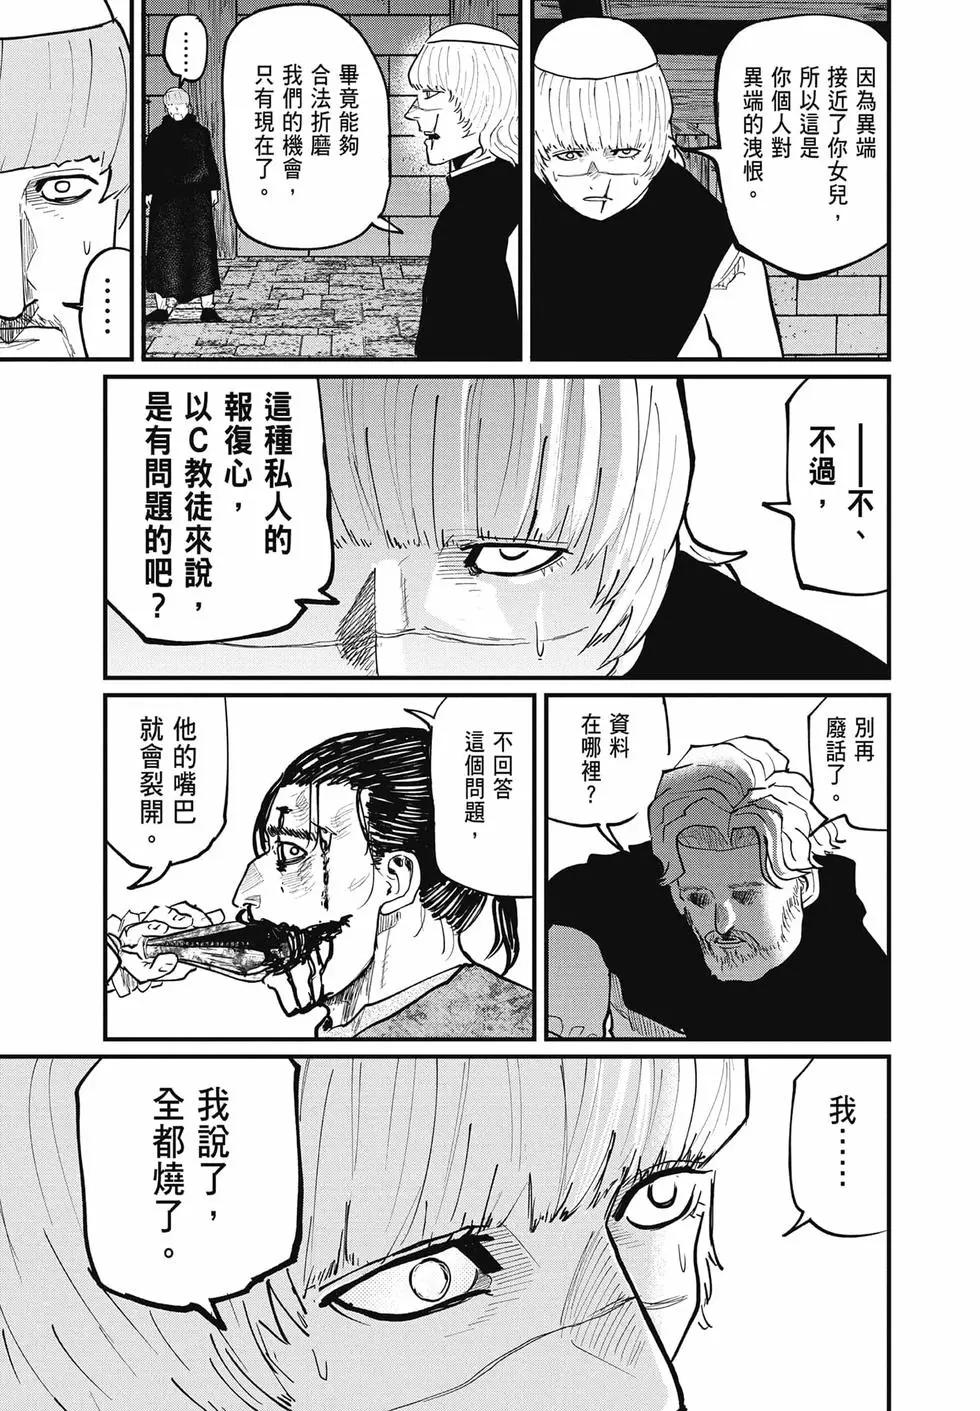 因為異端
接近了你女兒，
所以這是
你個人對
異端的洩恨。
畢竟能夠
合法折磨
我們的機會，
只有現在了。
……
……
──不、
不過，
這種私人的
報復心，
以C教徒來說，
是有問題的吧？
別再
廢話了。
資料
在哪裡？
不回答
這個問題，
他的嘴巴
就會裂開。
我……
我說了，
全都燒了。